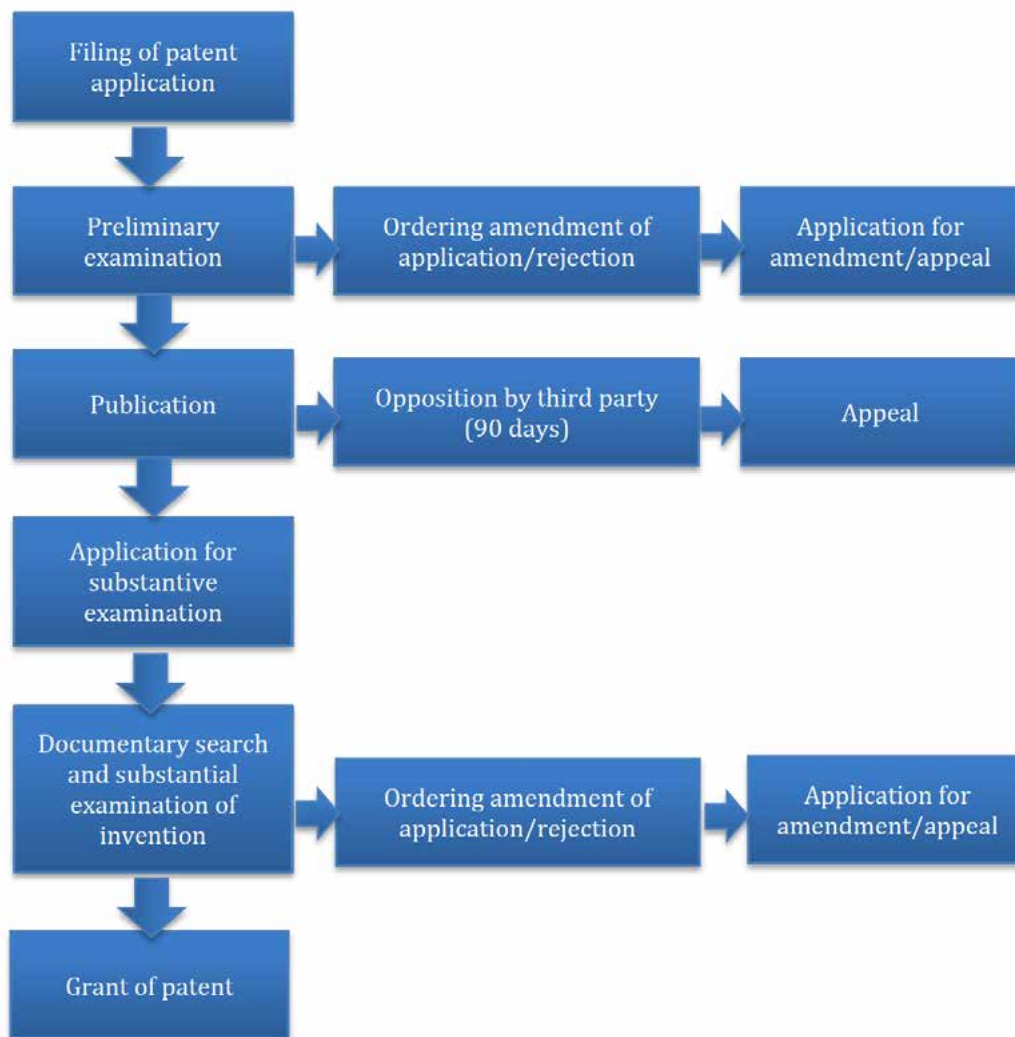 Filing of patent
application
Preliminary
examination
Ordering amendment of
application/rejection
Application for
amendment/appeal
Publication
Opposition by third party
(90 days)
Appeal
Application for
substantive
examination
Documentary search
and substantial
examination of
invention
Ordering amendment of
application/rejection
Application for
amendment/appeal
Grant of patent